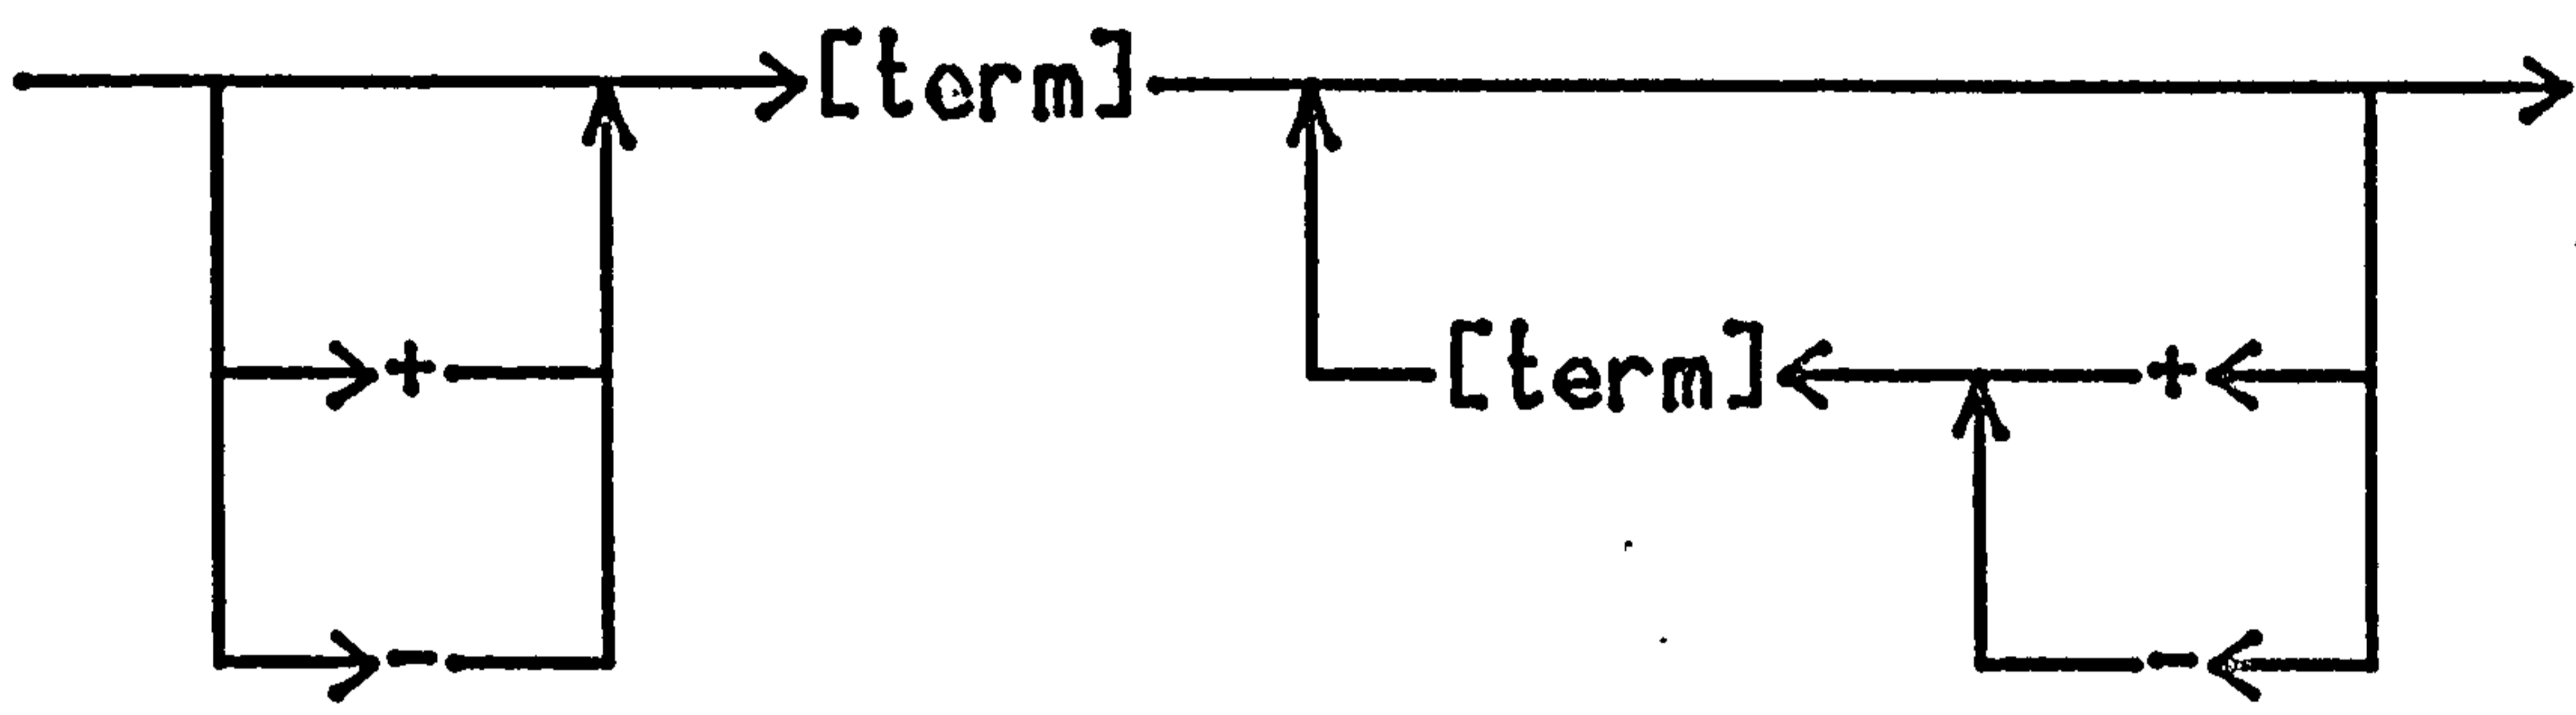 [term]
+ [term] +
- -